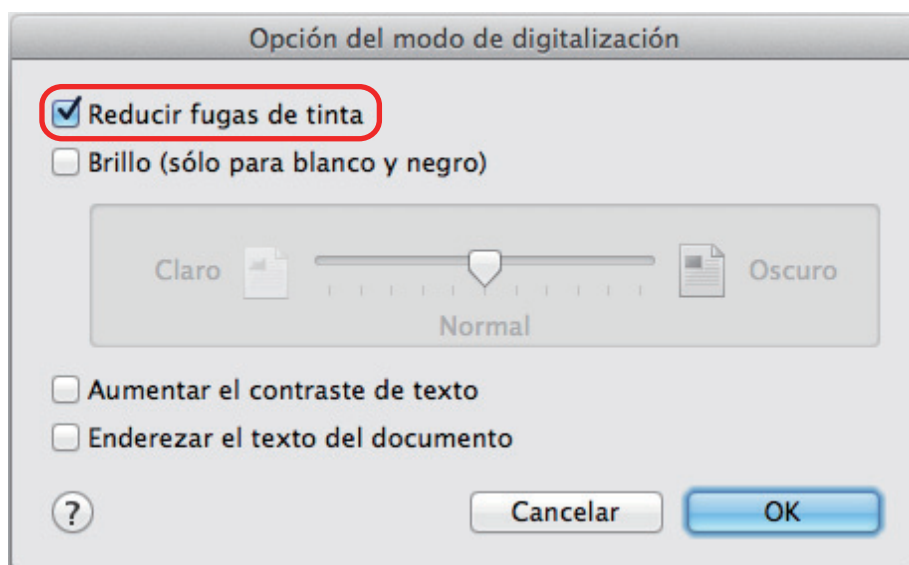 Opción del modo de digitalización
Reducir fugas de tinta
Brillo (sólo para blanco y negro)
Claro
Oscuro
Normal
Aumentar el contraste de texto
Enderezar el texto del documento
?
Cancelar
OK